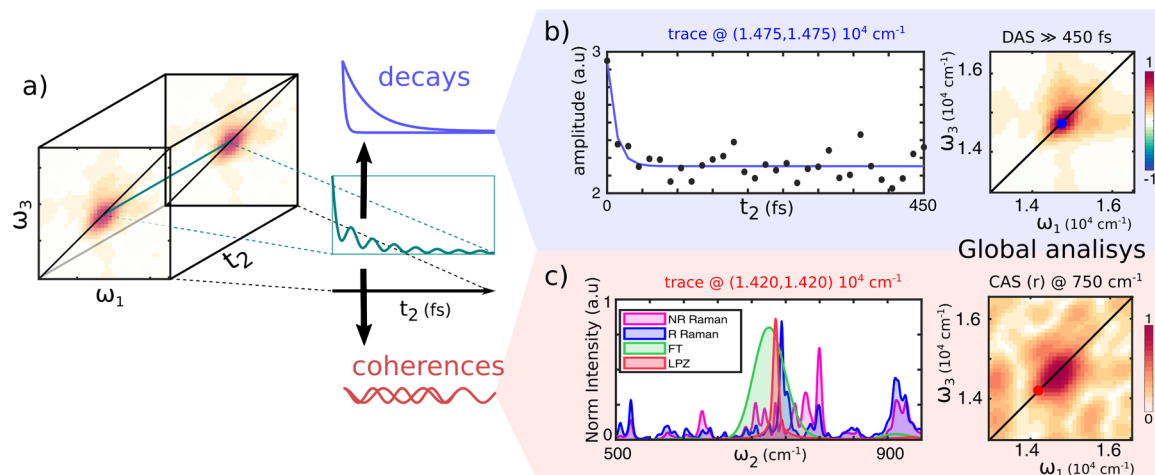 a)
ω3
ω1
t2
decays
t2 (fs)
coherences
b)
trace @ (1.475,1.475) 10⁴ cm⁻¹
amplitude (a.u)
3
2
0
t2 (fs)
450
DAS ≫ 450 fs
ω3 (10⁴ cm⁻¹)
1.6
1.4
1.4
1.6
ω1 (10⁴ cm⁻¹)
1
-1
Global analisys
c)
trace @ (1.420,1.420) 10⁴ cm⁻¹
Norm Intensity (a.u)
1
0
NR Raman
R Raman
FT
LPZ
500
ω2 (cm⁻¹)
900
CAS (r) @ 750 cm⁻¹
ω3 (10⁴ cm⁻¹)
1.6
1.4
1.4
1.6
ω1 (10⁴ cm⁻¹)
1
0